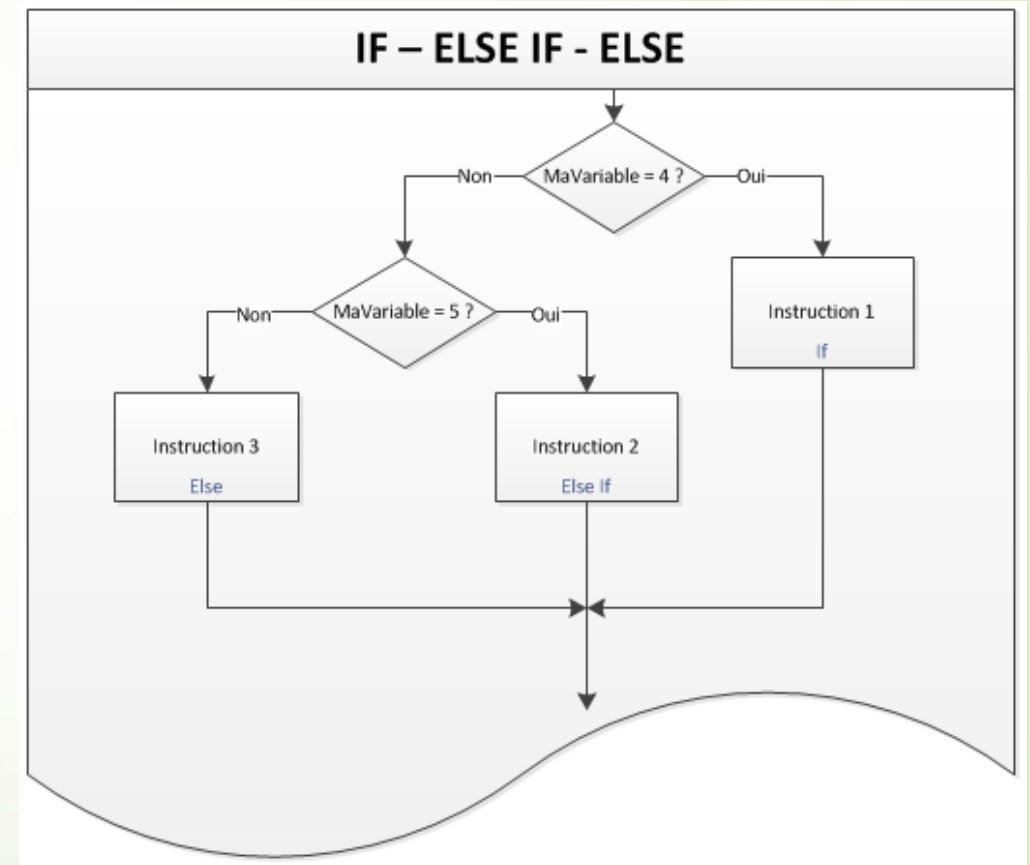 IF – ELSE IF - ELSE
MaVariable = 4 ?
Non
Oui
MaVariable = 5 ?
Non
Oui
Instruction 1
If
Instruction 3
Else
Instruction 2
Else If